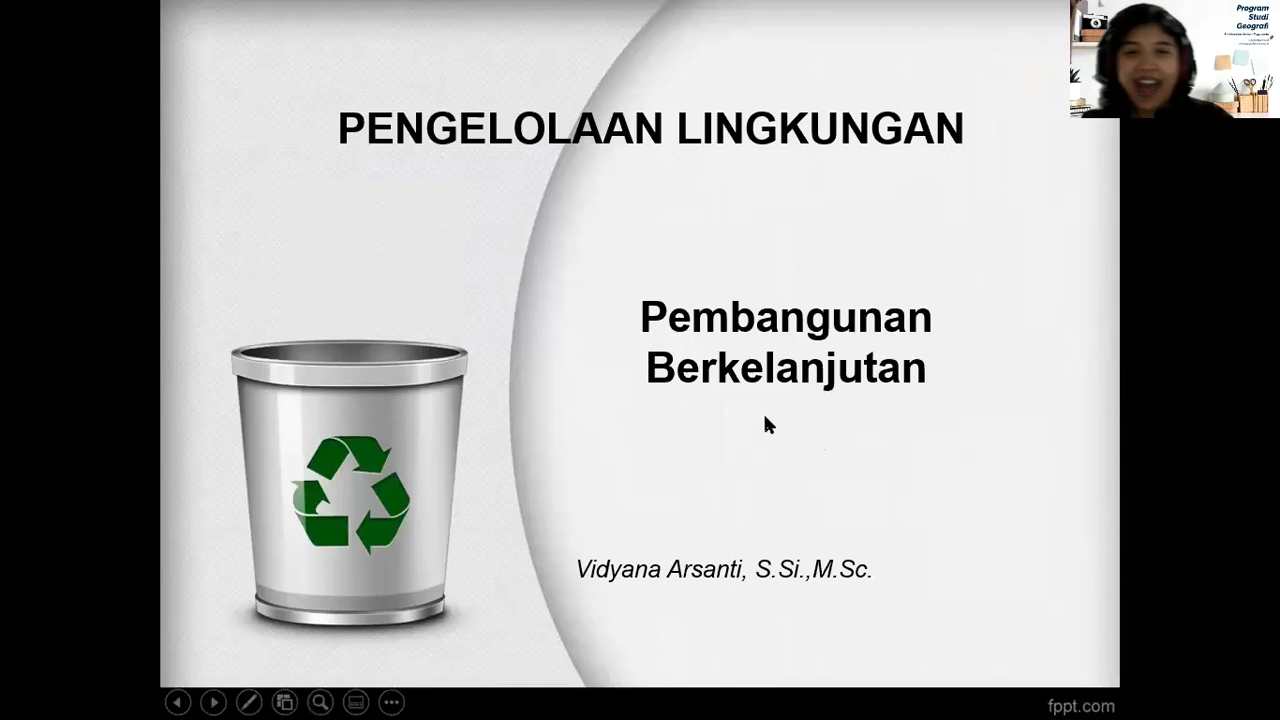 Program
Studi
Geografi
PENGELOLAAN LINGKUNGAN
Pembangunan
Berkelanjutan
Vidyana Arsanti, S.Si.,M.Sc.
fppt.com